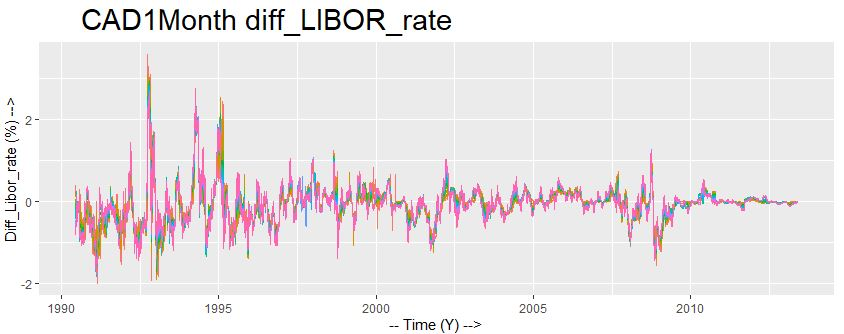 CAD1Month diff_LIBOR_rate
Diff_Libor_rate (%) -->
2
0
-2
1990 1995 2000 2005 2010
-- Time (Y) -->